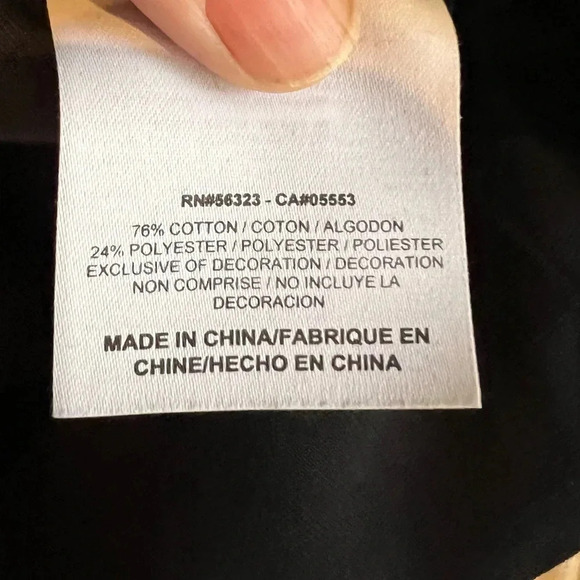 RN#56323 - CA#05553
76% COTTON / COTON / ALGODON
24% POLYESTER / POLYESTER / POLIESTER
EXCLUSIVE OF DECORATION / DECORATION
NON COMPRISE / NO INCLUYE LA
DECORACION
MADE IN CHINA/FABRIQUE EN
CHINE/HECHO EN CHINA